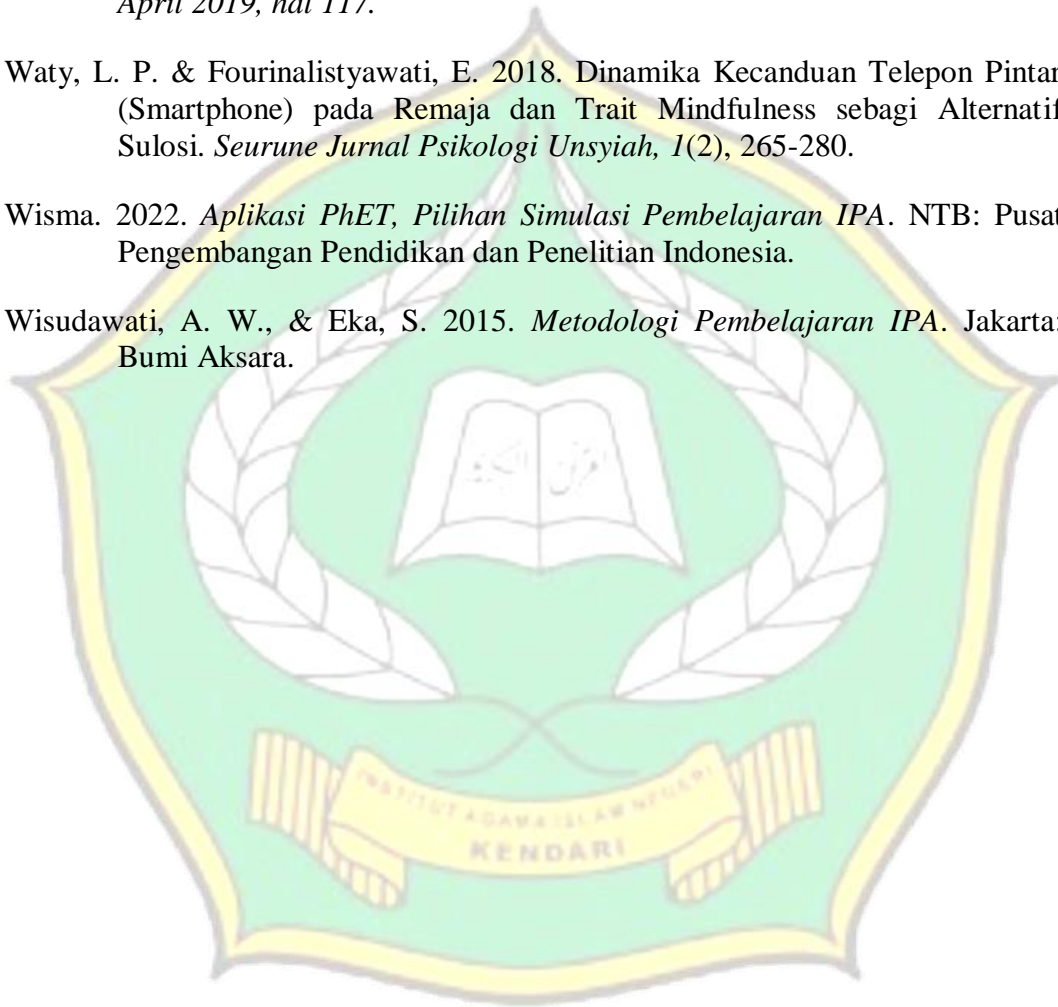 April 2019, hal 117.
Waty, L. P. & Fourinalistyawati, E. 2018. Dinamika Kecanduan Telepon Pintar
(Smartphone) pada Remaja dan Trait Mindfulness sebagi Alternatif
Sulosi. Seurune Jurnal Psikologi Unsyiah, 1(2), 265-280.
Wisma. 2022. Aplikasi PhET, Pilihan Simulasi Pembelajaran IPA. NTB: Pusat
Pengembangan Pendidikan dan Penelitian Indonesia.
Wisudawati, A. W., & Eka, S. 2015. Metodologi Pembelajaran IPA. Jakarta:
Bumi Aksara.
INSTITUT AGAMA ISLAM NEGERI
KENDARI